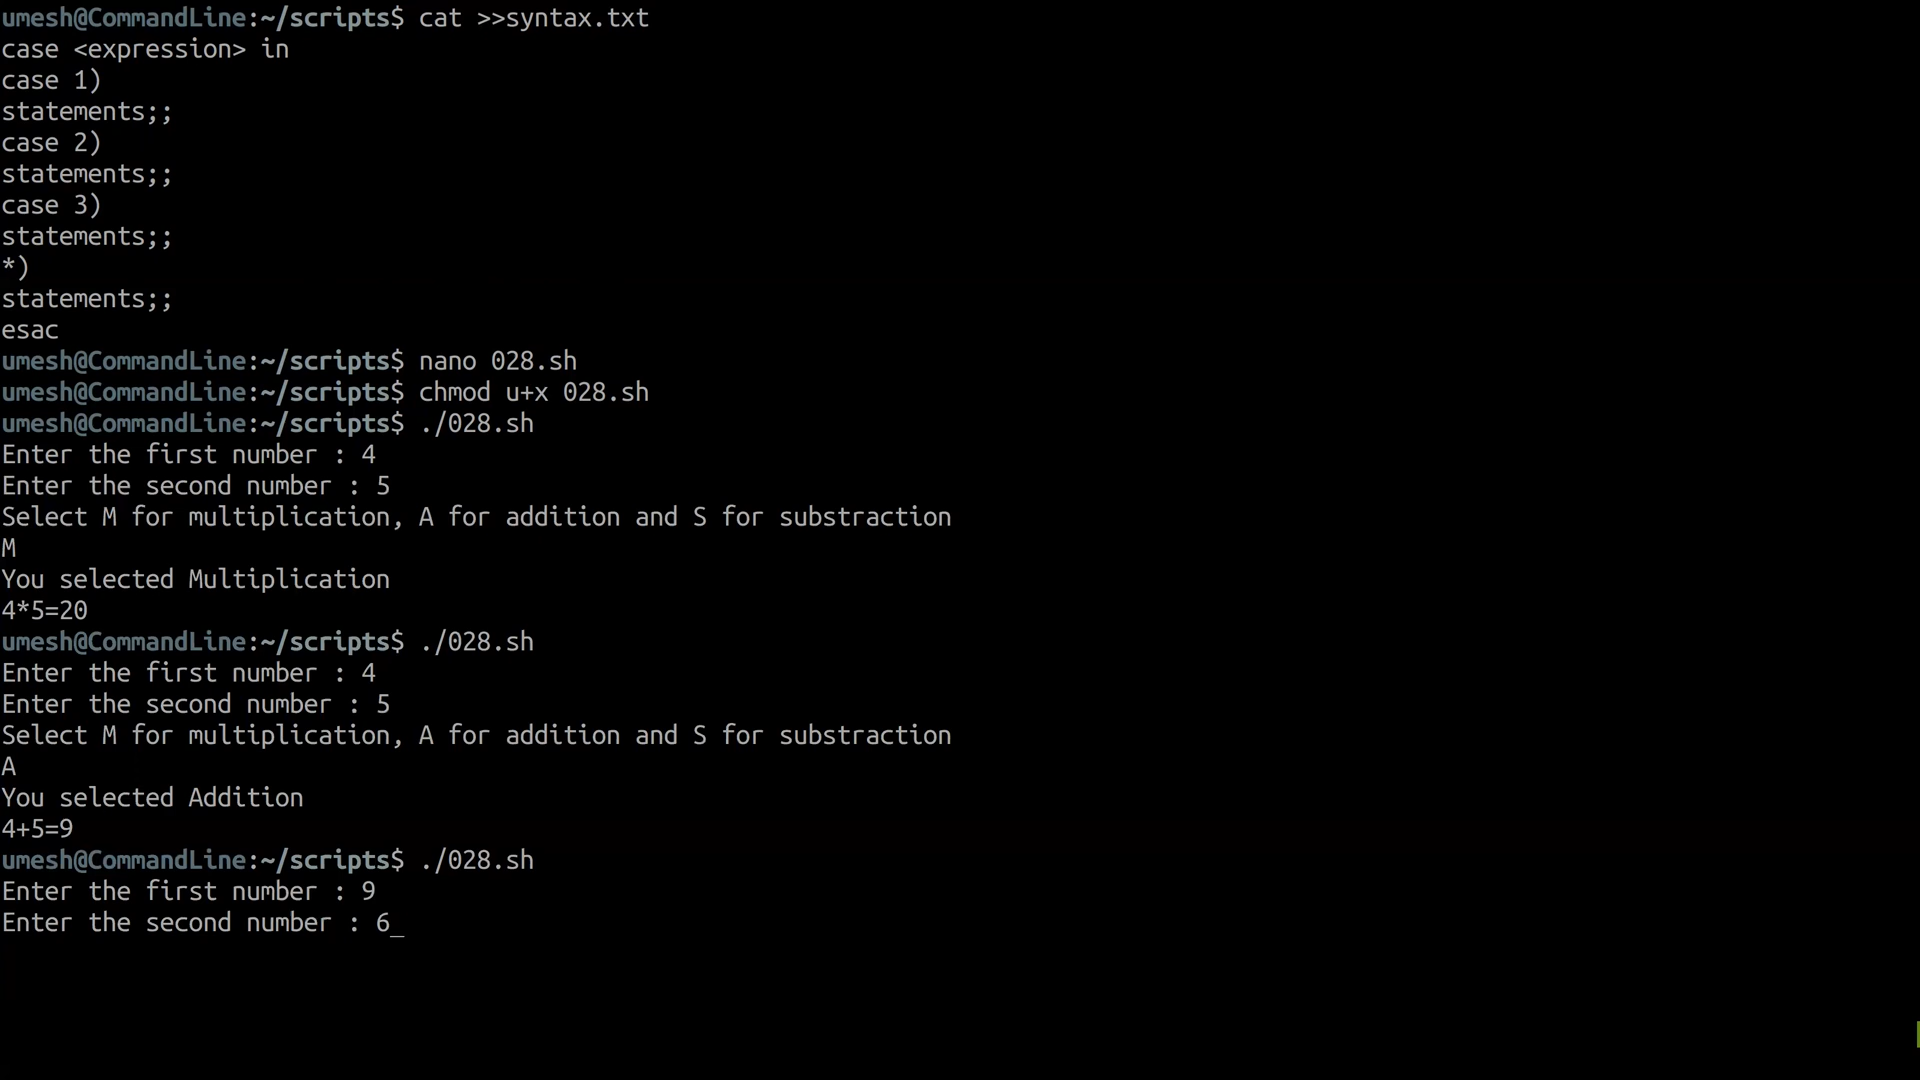 umesh@CommandLine:~/scripts$ cat >>syntax.txt
case <expression> in
case 1)
statements;;
case 2)
statements;;
case 3)
statements;;
*)
statements;;
esac
umesh@CommandLine:~/scripts$ nano 028.sh
umesh@CommandLine:~/scripts$ chmod u+x 028.sh
umesh@CommandLine:~/scripts$ ./028.sh
Enter the first number : 4
Enter the second number : 5
Select M for multiplication, A for addition and S for substraction
M
You selected Multiplication
4*5=20
umesh@CommandLine:~/scripts$ ./028.sh
Enter the first number : 4
Enter the second number : 5
Select M for multiplication, A for addition and S for substraction
A
You selected Addition
4+5=9
umesh@CommandLine:~/scripts$ ./028.sh
Enter the first number : 9
Enter the second number : 6_